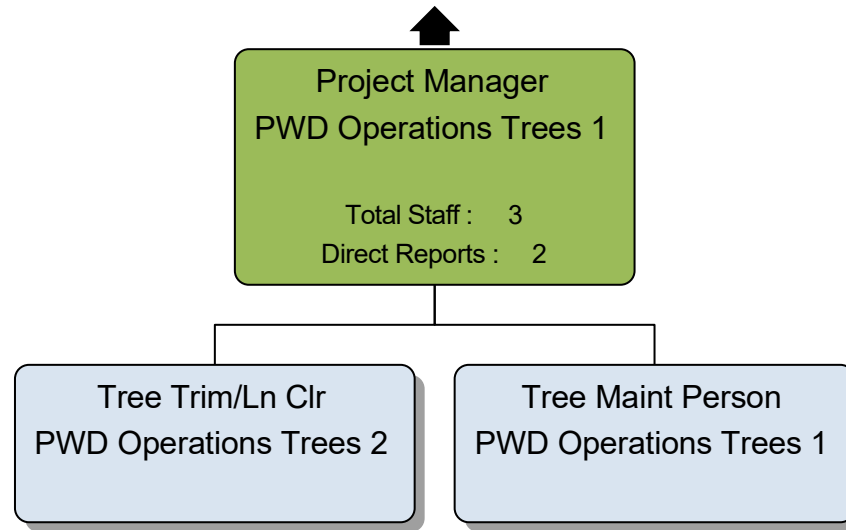 Project Manager
PWD Operations Trees 1
Total Staff : 3
Direct Reports : 2
Tree Trim/Ln Clr
PWD Operations Trees 2
Tree Maint Person
PWD Operations Trees 1